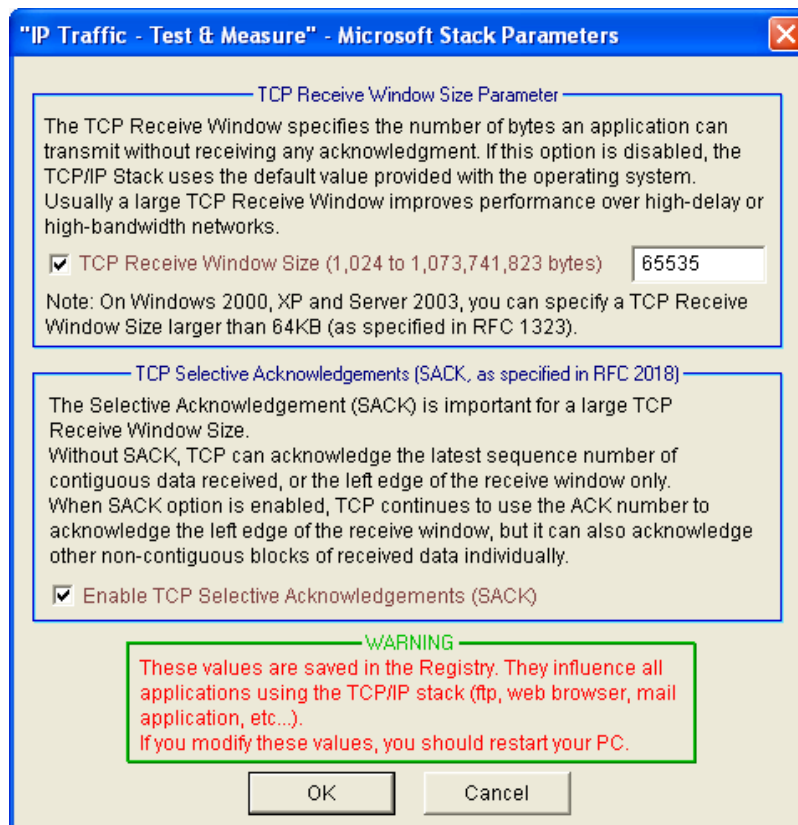 "IP Traffic - Test & Measure" - Microsoft Stack Parameters
TCP Receive Window Size Parameter
The TCP Receive Window specifies the number of bytes an application can
transmit without receiving any acknowledgment. If this option is disabled, the
TCP/IP Stack uses the default value provided with the operating system.
Usually a large TCP Receive Window improves performance over high-delay or
high-bandwidth networks.
TCP Receive Window Size (1,024 to 1,073,741,823 bytes) 65535
Note: On Windows 2000, XP and Server 2003, you can specify a TCP Receive
Window Size larger than 64KB (as specified in RFC 1323).
TCP Selective Acknowledgements (SACK, as specified in RFC 2018)
The Selective Acknowledgement (SACK) is important for a large TCP
Receive Window Size.
Without SACK, TCP can acknowledge the latest sequence number of
contiguous data received, or the left edge of the receive window only.
When SACK option is enabled, TCP continues to use the ACK number to
acknowledge the left edge of the receive window, but it can also acknowledge
other non-contiguous blocks of received data individually.
Enable TCP Selective Acknowledgements (SACK)
WARNING
These values are saved in the Registry. They influence all
applications using the TCP/IP stack (ftp, web browser, mail
application, etc...).
If you modify these values, you should restart your PC.
OK Cancel